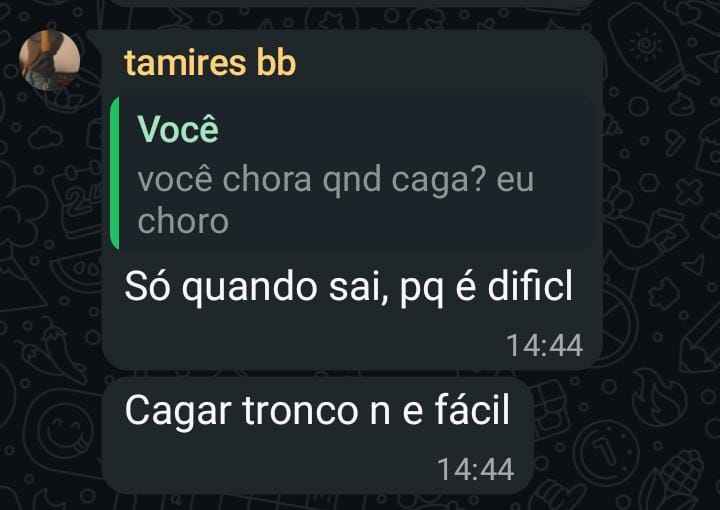 tamires bb
Você
você chora qnd caga? eu
choro
Só quando sai, pq é dificl
14:44
Cagar tronco n e fácil
14:44